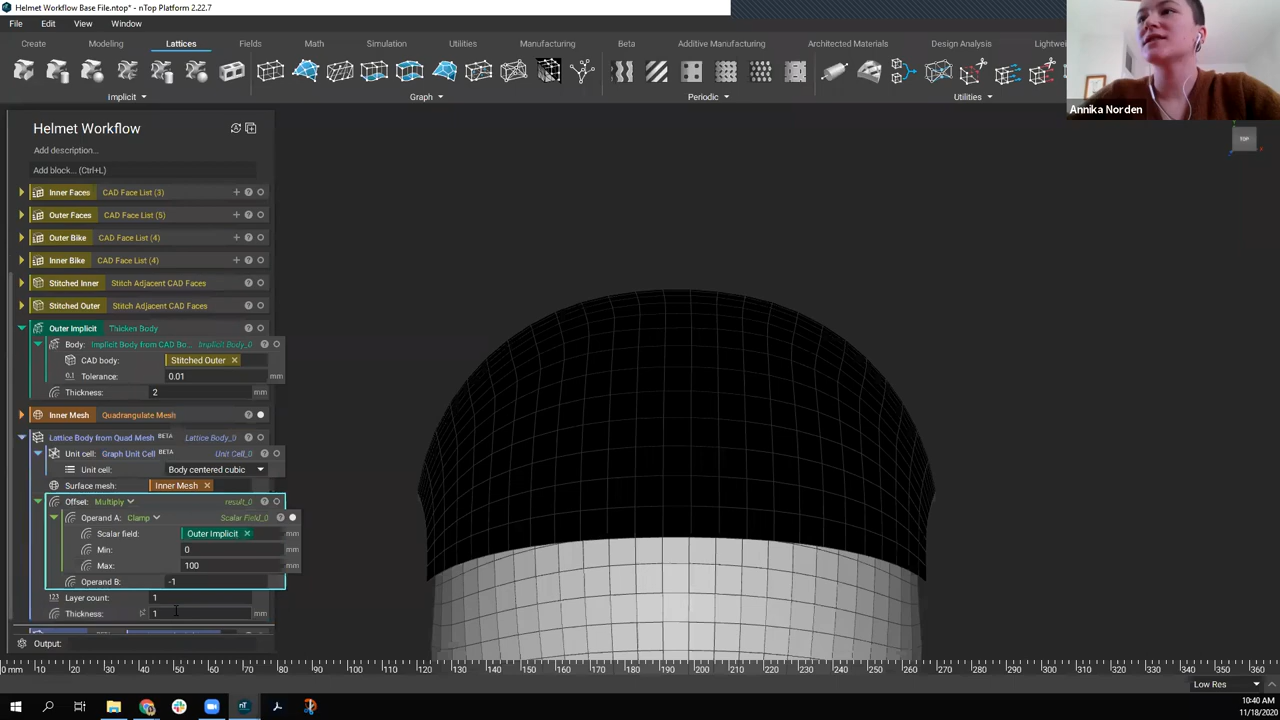 Helmet Workflow Base File.ntop* - nTop Platform 2.22.7
File Edit View Window
Create Modeling Lattices Fields Math Simulation Utilities Manufacturing Beta Additive Manufacturing Architected Materials Design Analysis Lightwei
Implicit Graph Periodic Utilities
Annika Norden
TOP
Helmet Workflow
Add description...
Add block... (Ctrl+L)
Inner Faces CAD Face List (3)
Outer Faces CAD Face List (5)
Outer Bike CAD Face List (4)
Inner Bike CAD Face List (4)
Stitched Inner Stitch Adjacent CAD Faces
Stitched Outer Stitch Adjacent CAD Faces
Outer Implicit Thicken Body
Body: Implicit Body from CAD Bo... Implicit Body_0
CAD body: Stitched Outer
Tolerance: 0.01 mm
Thickness: 2 mm
Inner Mesh Quadrangulate Mesh
Lattice Body from Quad Mesh BETA Lattice Body_0
Unit cell: Graph Unit Cell BETA Unit Cell_0
Unit cell: Body centered cubic
Surface mesh: Inner Mesh
Offset: Multiply result_0
Operand A: Clamp Scalar Field_0
Scalar field: Outer Implicit mm
Min: 0 mm
Max: 100 mm
Operand B: -1
Layer count: 1
Thickness: 1 mm
Output:
0 mm 10 20 30 40 50 60 70 80 90 100 110 120 130 140 150 160 170 180 190 200 210 220 230 240 250 260 270 280 290 300 310 320 330 340 350 360
Low Res
10:40 AM
11/18/2020